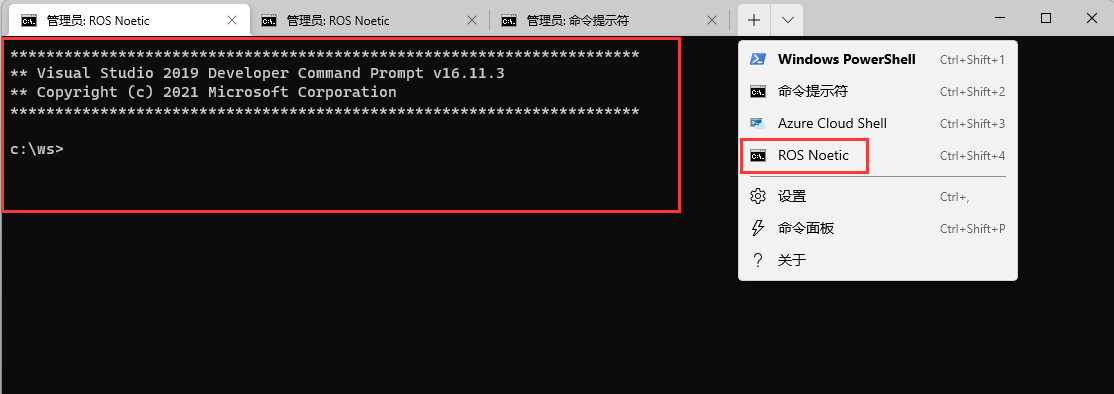 管理员: ROS Noetic
管理员: ROS Noetic
管理员: 命令提示符
**********************************************************************
** Visual Studio 2019 Developer Command Prompt v16.11.3
** Copyright (c) 2021 Microsoft Corporation
**********************************************************************
c:\ws>
Windows PowerShell Ctrl+Shift+1
命令提示符 Ctrl+Shift+2
Azure Cloud Shell Ctrl+Shift+3
ROS Noetic Ctrl+Shift+4
设置 Ctrl+,
命令面板 Ctrl+Shift+P
关于